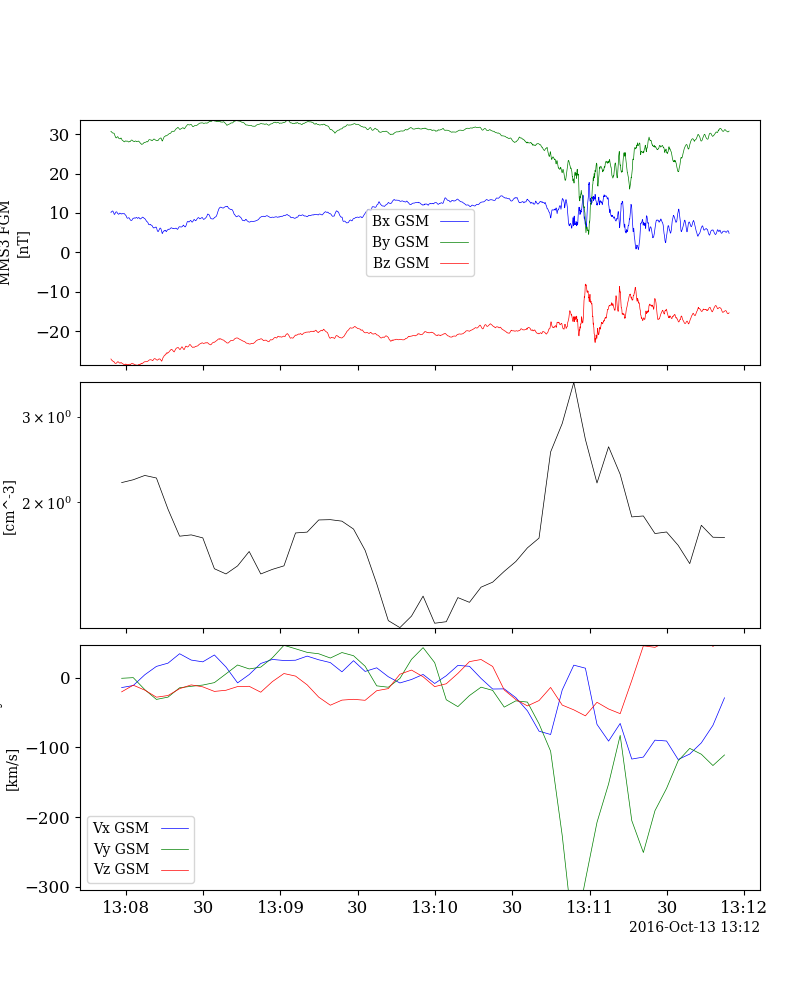 30
20
10
0
−10
−20
MMS3 FGM
[nT]
Bx GSM
By GSM
Bz GSM
3 × 10⁰
2 × 10⁰
[cm^-3]
0
−100
−200
−300
[km/s]
Vx GSM
Vy GSM
Vz GSM
13:08 30 13:09 30 13:10 30 13:11 30 13:12
2016-Oct-13 13:12